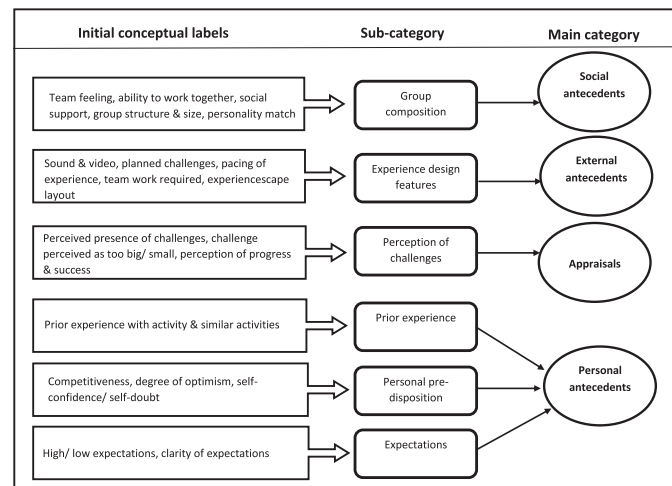 Initial conceptual labels
Sub-category
Main category
Team feeling, ability to work together, social
support, group structure & size, personality match
Group
composition
Social
antecedents
Sound & video, planned challenges, pacing of
experience, team work required, experiencescape
layout
Experience design
features
External
antecedents
Perceived presence of challenges, challenge
perceived as too big/ small, perception of progress
& success
Perception of
challenges
Appraisals
Prior experience with activity & similar activities
Prior experience
Competitiveness, degree of optimism, self-
confidence/ self-doubt
Personal pre-
disposition
Personal
antecedents
High/ low expectations, clarity of expectations
Expectations